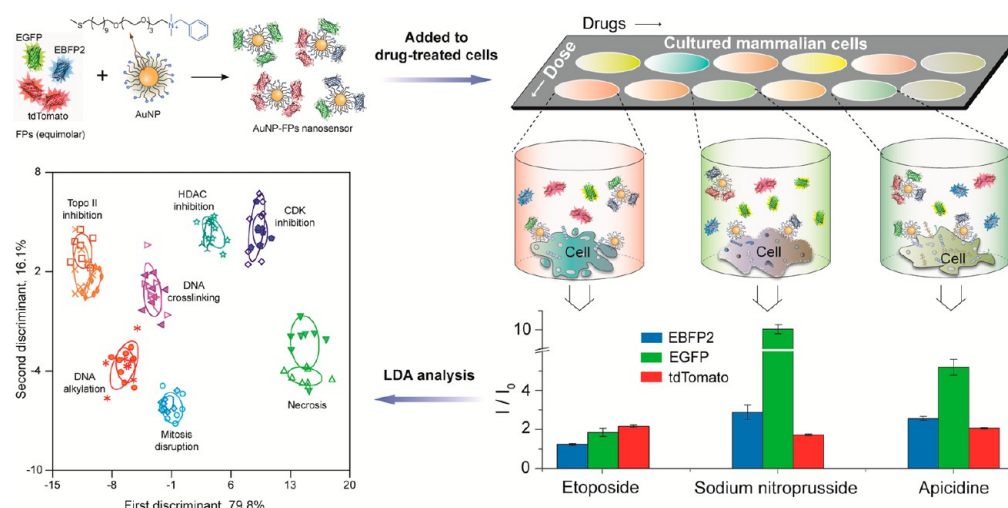 S
9
O
O
3
N
+
EGFP
EBFP2
+
tdTomato
FPs (equimolar)
AuNP
AuNP-FPs nanosensor
Added to
drug-treated cells
Drugs
Cultured mammalian cells
Dose
Cell
Cell
Cell
8
2
-4
-10
Second discriminant, 16.1%
Topo II
inhibition
HDAC
inhibition
CDK
inhibition
DNA
crosslinking
DNA
alkylation
Mitosis
disruption
Necrosis
-15
-8
-1
6
13
20
First discriminant, 79.8%
LDA analysis
10
4
2
0
I / I0
EBFP2
EGFP
tdTomato
Etoposide
Sodium nitroprusside
Apicidine